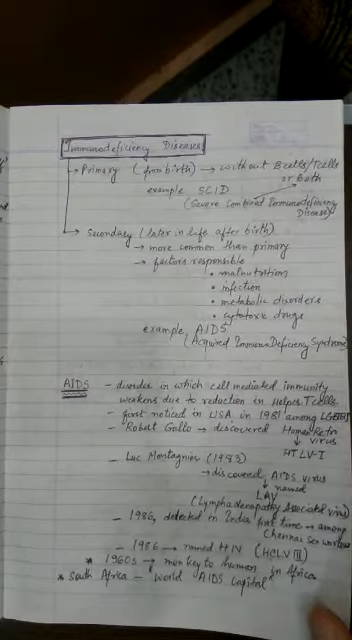 Immunodeficiency Diseases
→ Primary (from birth) → without B cells/T cells
or Both
example SCID
(Severe Combined Immunodeficiency
Disease)
→ Secondary (later in life after birth)
→ more common than primary
→ factors responsible
• malnutrition
• infection
• metabolic disorders
• cytotoxic drugs
example, AIDS
(Acquired Immuno Deficiency Syndrome)
AIDS - disorder in which cell mediated immunity
weakens due to reduction in Helper T cells
- first noticed in USA in 1981 among
- Robert Gallo → discovered Human Retro
virus
HTLV-I
- Luc Montagnier (1983)
→ discovered AIDS virus
named
LAV
(Lymphadenopathy Associated virus)
- 1986, detected in India first time → among
Chennai Sex workers
- 1986 → named HIV
* 1960s → monkey to human in Africa
* South Africa - "World AIDS Capital"